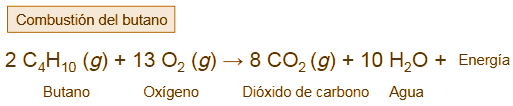 Combustión del butano
2 C₄H₁₀ (g) + 13 O₂ (g) → 8 CO₂ (g) + 10 H₂O + Energía
Butano Oxígeno Dióxido de carbono Agua